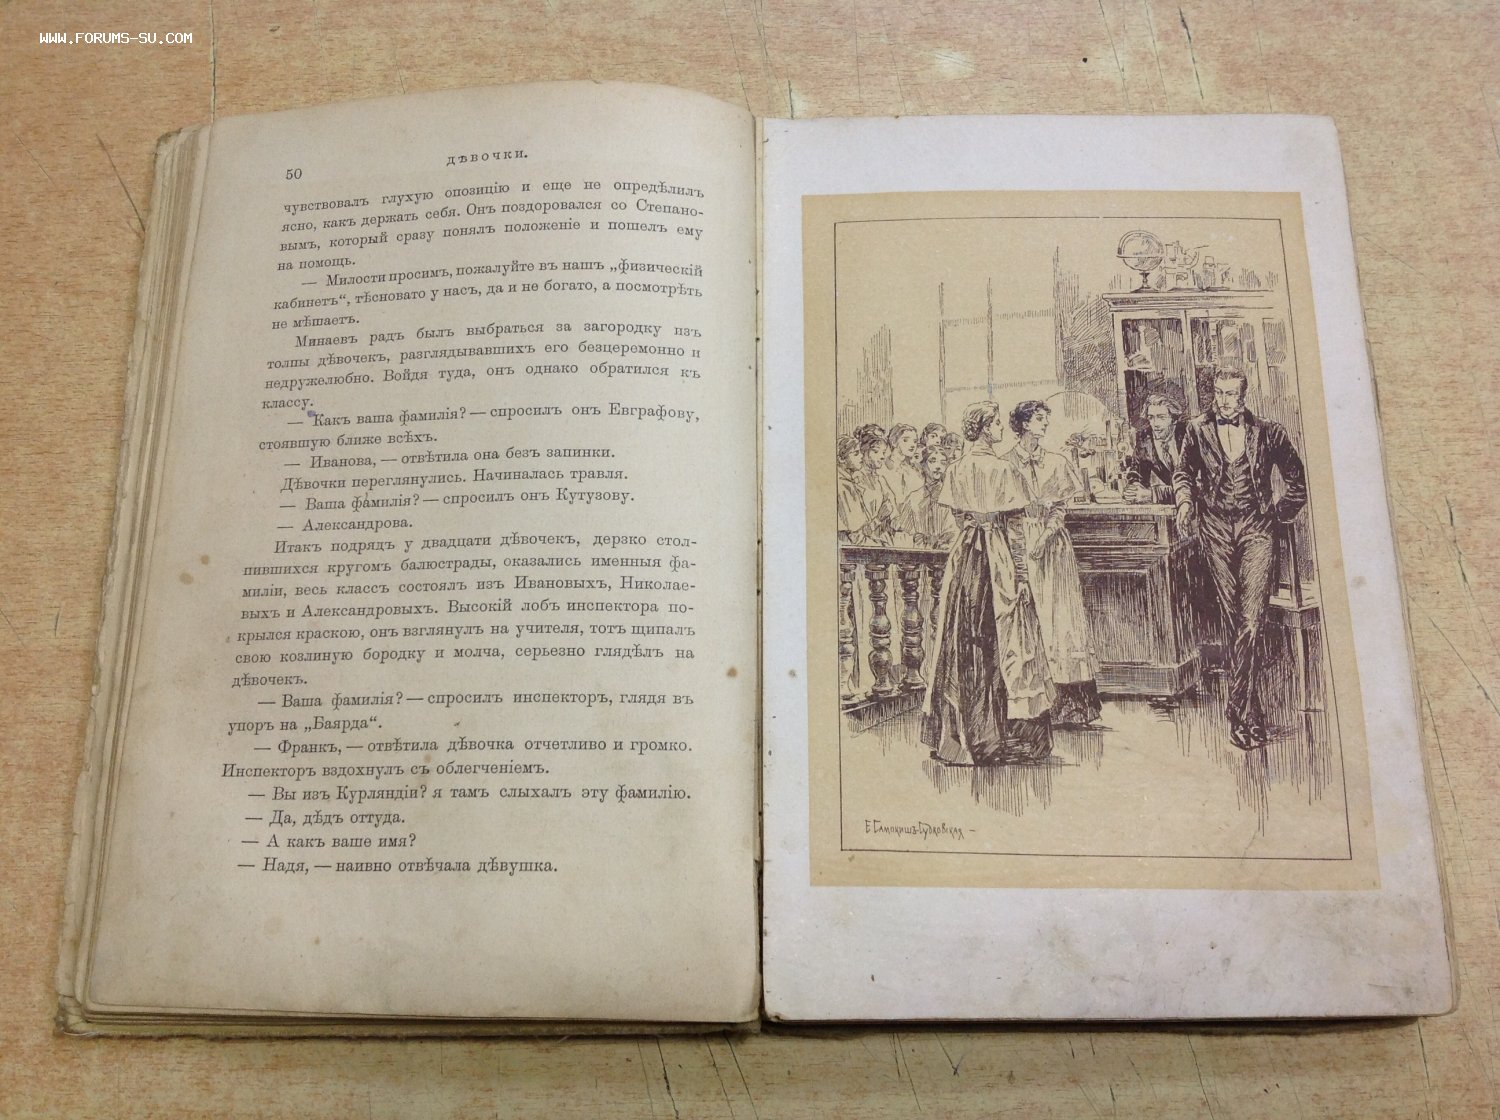 WWW.FORUMS-SU.COM
50
ДѢВОЧКИ.
чувствовалъ глухую опозицію и еще не опредѣлилъ
ясно, какъ держать себя. Онъ поздоровался со Степано-
вымъ, который сразу понялъ положеніе и пошелъ ему
на помощь.
— Милости просимъ, пожалуйте въ нашъ „физическій
кабинетъ“, тѣсновато у насъ, да и не богато, а посмотрѣть
не мѣшаетъ.
Минаевъ радъ былъ выбраться за загородку изъ
толпы дѣвочекъ, разглядывавшихъ его безцеремонно и
недружелюбно. Войдя туда, онъ однако обратился къ
классу.
— Какъ ваша фамилія? — спросилъ онъ Евграфову,
стоявшую ближе всѣхъ.
— Иванова, — отвѣтила она безъ запинки.
Дѣвочки переглянулись. Начиналась травля.
— Ваша фамилія? — спросилъ онъ Кутузову.
— Александрова.
Итакъ подрядъ у двадцати дѣвочекъ, дерзко стол-
пившихся кругомъ балюстрады, оказались именныя фа-
миліи, весь классъ состоялъ изъ Ивановыхъ, Николае-
выхъ и Александровыхъ. Высокій лобъ инспектора по-
крылся краскою, онъ взглянулъ на учителя, тотъ щипалъ
свою козлиную бородку и молча, серьезно глядѣлъ на
дѣвочекъ.
— Ваша фамилія? — спросилъ инспекторъ, глядя въ
упоръ на „Баярда“.
— Франкъ, — отвѣтила дѣвочка отчетливо и громко.
Инспекторъ вздохнулъ съ облегченіемъ.
— Вы изъ Курляндіи? я тамъ слыхалъ эту фамилію.
— Да, дѣдъ оттуда.
— А какъ ваше имя?
— Надя, — наивно отвѣчала дѣвушка.
Е. Самокишъ-Судковская —